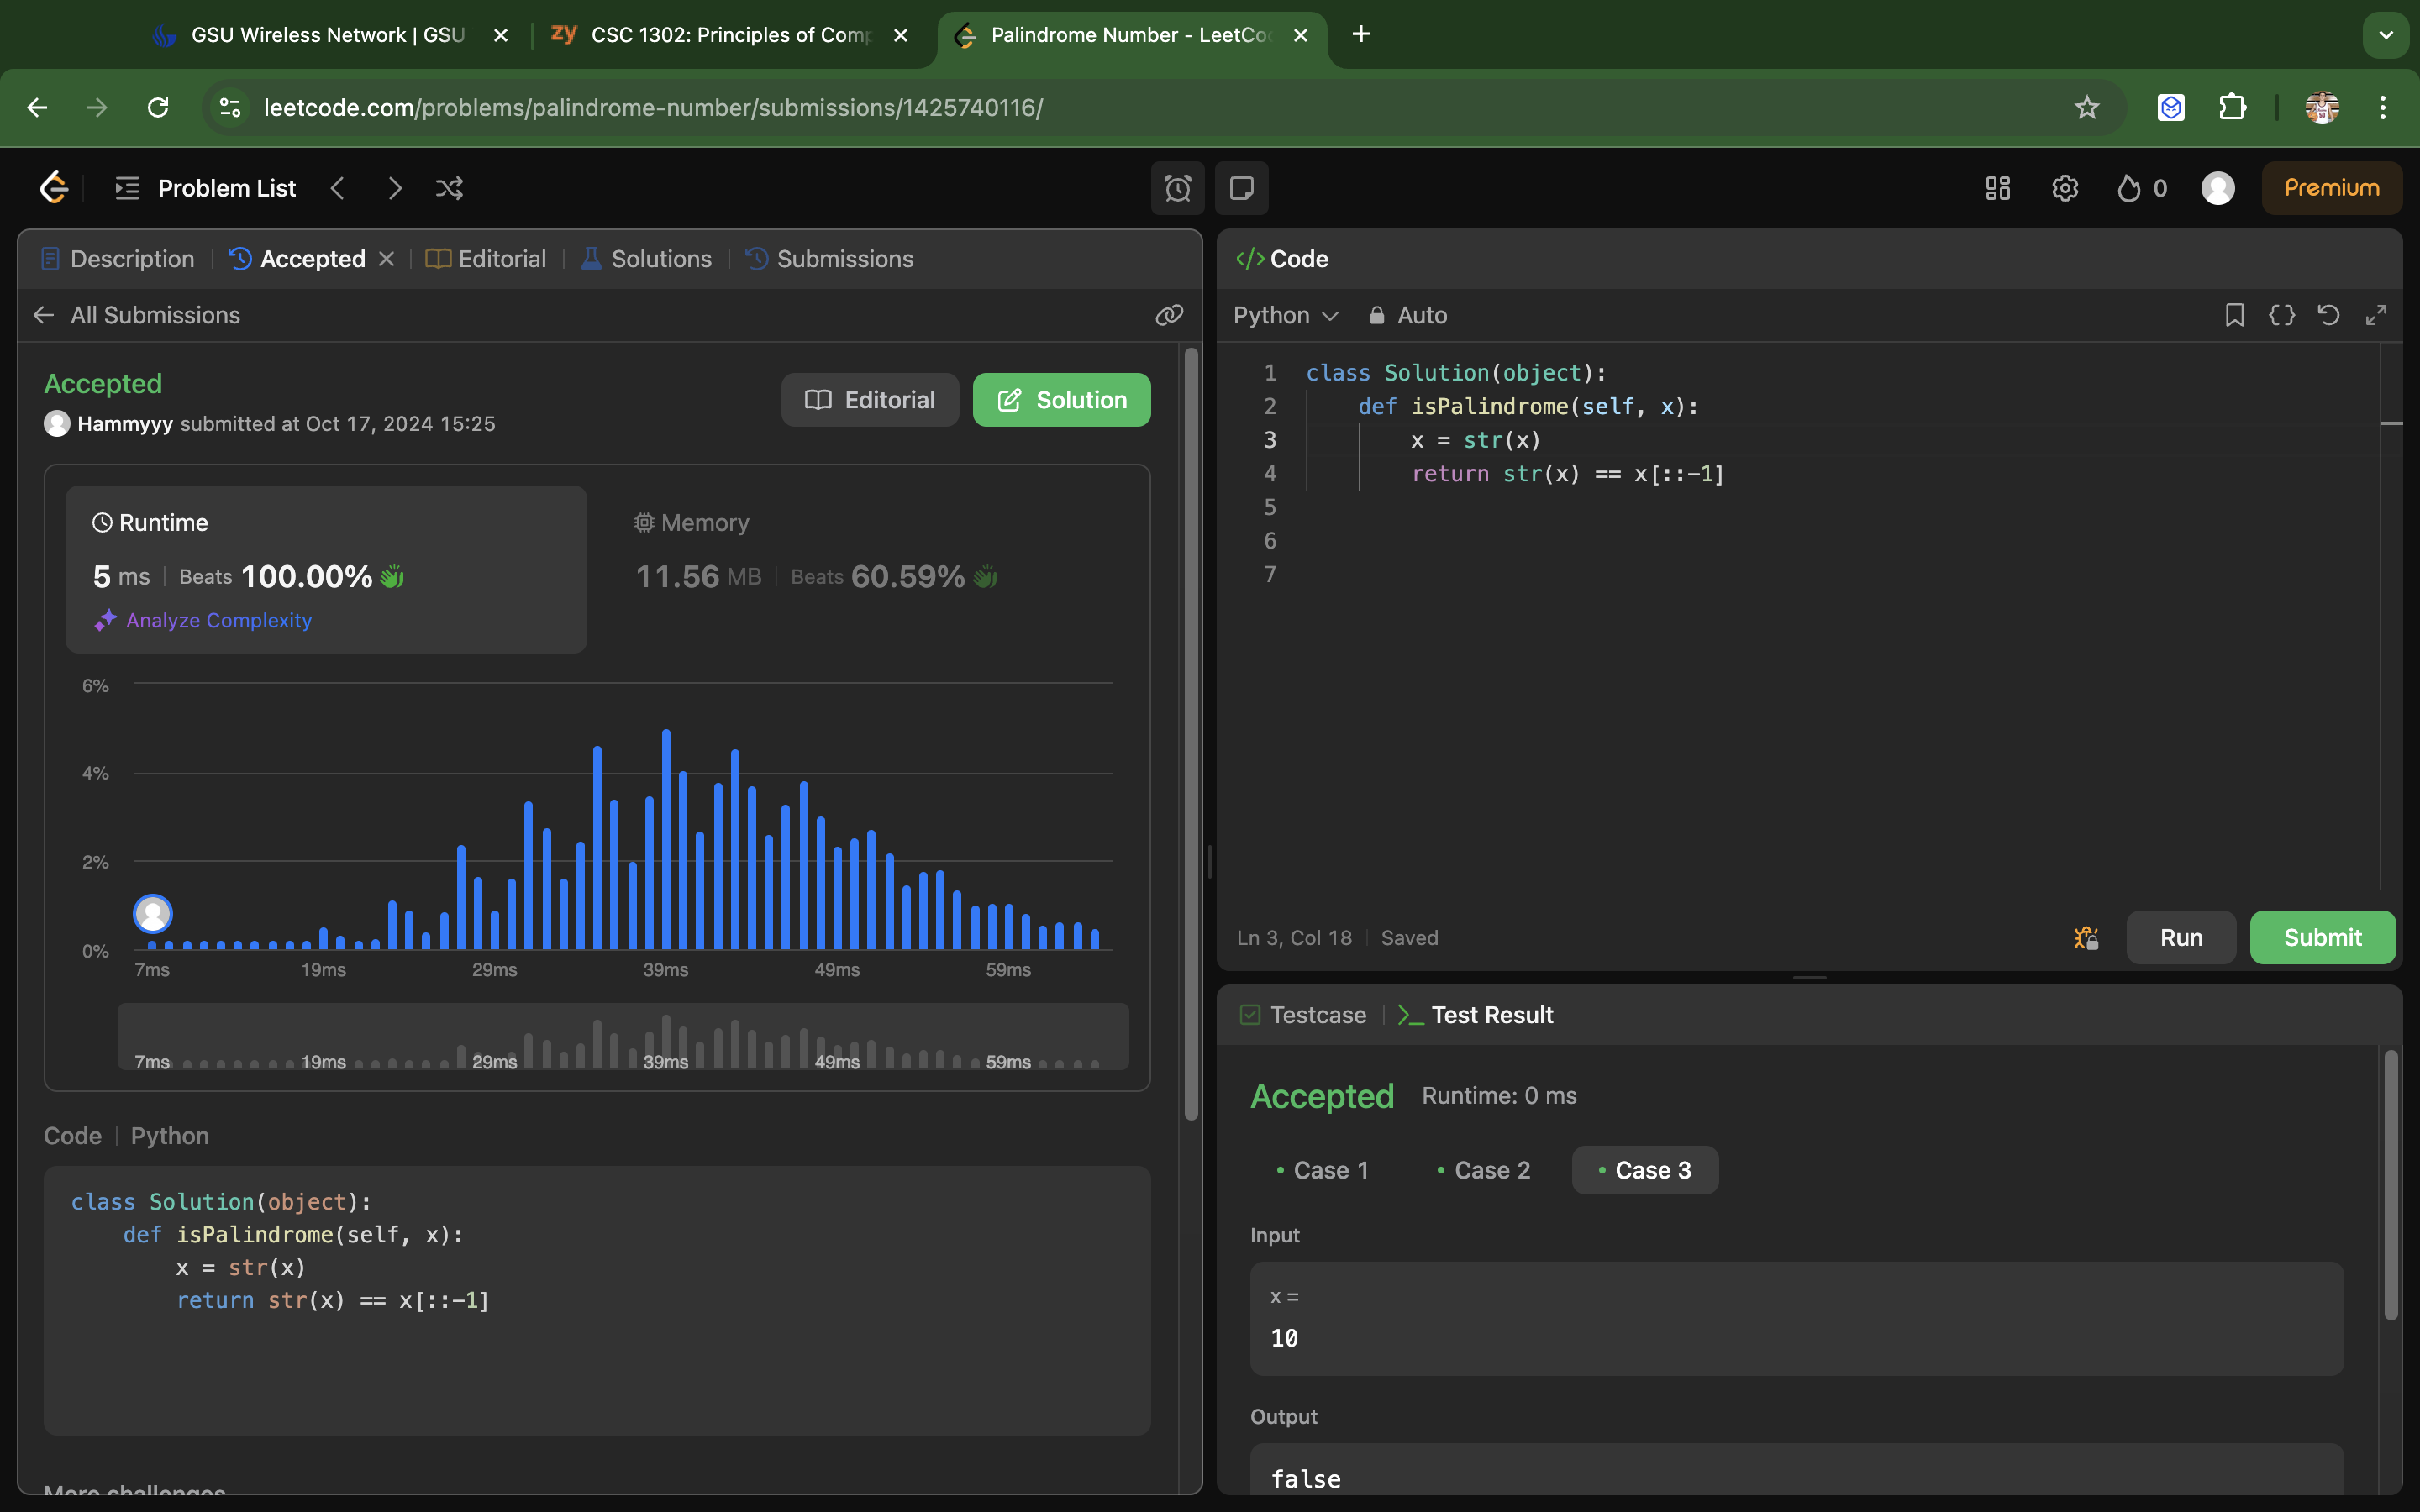 GSU Wireless Network | GSU
zy CSC 1302: Principles of Comp
Palindrome Number - LeetCo
leetcode.com/problems/palindrome-number/submissions/1425740116/
Problem List
0
Premium
Description
Accepted
Editorial
Solutions
Submissions
All Submissions
Accepted
Hammyyy submitted at Oct 17, 2024 15:25
Editorial
Solution
Runtime
5 ms | Beats 100.00%
Analyze Complexity
Memory
11.56 MB | Beats 60.59%
6%
4%
2%
0%
7ms 19ms 29ms 39ms 49ms 59ms
7ms 19ms 29ms 39ms 49ms 59ms
Code | Python
class Solution(object):
    def isPalindrome(self, x):
        x = str(x)
        return str(x) == x[::-1]
More challenges
</> Code
Python
Auto
1 class Solution(object):
2     def isPalindrome(self, x):
3         x = str(x)
4         return str(x) == x[::-1]
5
6
7
Ln 3, Col 18 | Saved
Run
Submit
Testcase
Test Result
Accepted Runtime: 0 ms
• Case 1
• Case 2
• Case 3
Input
x =
10
Output
false